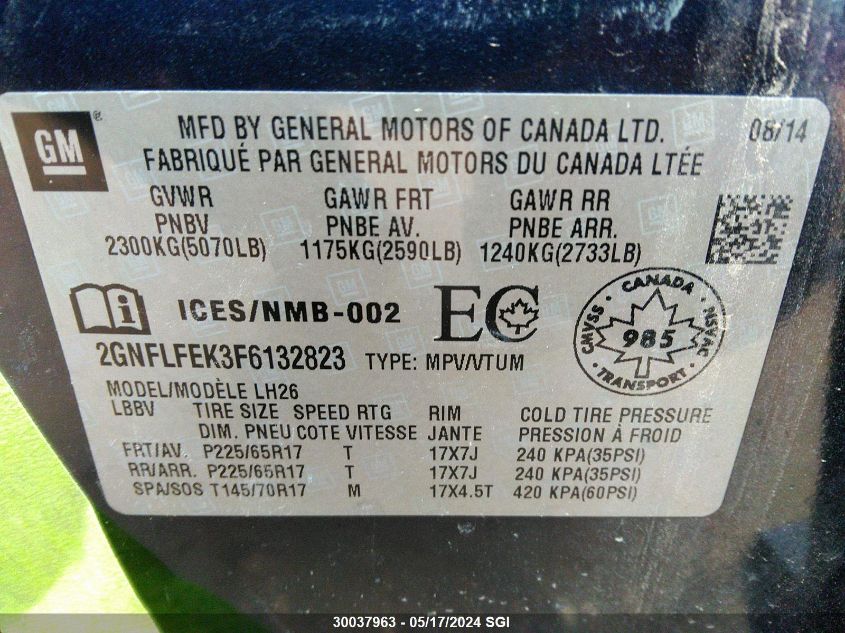 GM ®
MFD BY GENERAL MOTORS OF CANADA LTD. 08/14
FABRIQUÉ PAR GENERAL MOTORS DU CANADA LTÉE
GVWR GAWR FRT GAWR RR
PNBV PNBE AV. PNBE ARR.
2300KG(5070LB) 1175KG(2590LB) 1240KG(2733LB)
ICES/NMB-002 EC
CANADA
CMVSS 985 NSVAC
TRANSPORT
2GNFLFEK3F6132823 TYPE: MPV/VTUM
MODEL/MODÈLE LH26
LBBV TIRE SIZE SPEED RTG RIM COLD TIRE PRESSURE
DIM. PNEU COTE VITESSE JANTE PRESSION À FROID
FRT/AV. P225/65R17 T 17X7J 240 KPA(35PSI)
RR/ARR. P225/65R17 T 17X7J 240 KPA(35PSI)
SPA/SOS T145/70R17 M 17X4.5T 420 KPA(60PSI)
30037963 - 05/17/2024 SGI